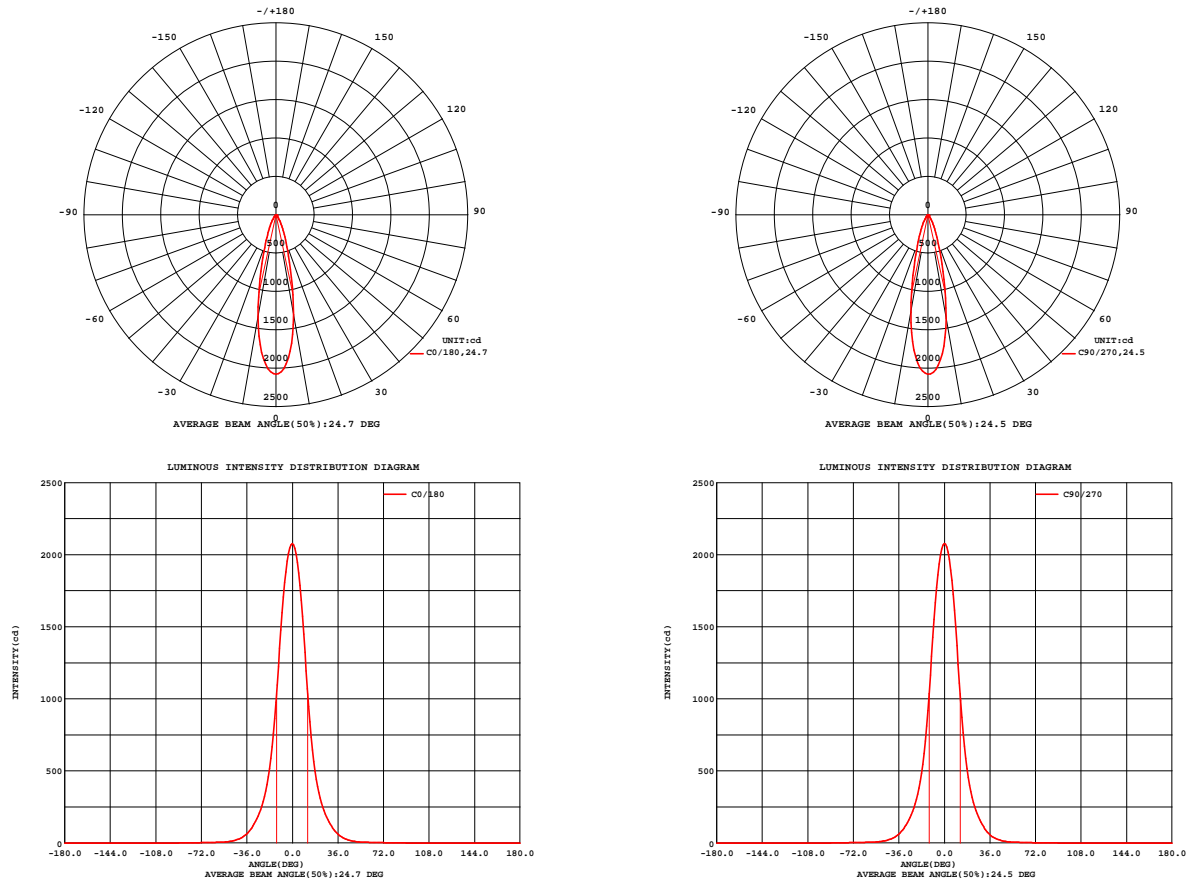 -/+180
-150
150
-120
120
-90
90
-60
60
-30
30
0
0
500
1000
1500
2000
2500
UNIT:cd
C0/180,24.7
AVERAGE BEAM ANGLE(50%):24.7 DEG
-/+180
-150
150
-120
120
-90
90
-60
60
-30
30
0
0
500
1000
1500
2000
2500
UNIT:cd
C90/270,24.5
AVERAGE BEAM ANGLE(50%):24.5 DEG
LUMINOUS INTENSITY DISTRIBUTION DIAGRAM
C0/180
INTENSITY(cd)
2500
2000
1500
1000
500
0
-180.0 -144.0 -108.0 -72.0 -36.0 0.0 36.0 72.0 108.0 144.0 180.0
ANGLE(DEG)
AVERAGE BEAM ANGLE(50%):24.7 DEG
LUMINOUS INTENSITY DISTRIBUTION DIAGRAM
C90/270
INTENSITY(cd)
2500
2000
1500
1000
500
0
-180.0 -144.0 -108.0 -72.0 -36.0 0.0 36.0 72.0 108.0 144.0 180.0
ANGLE(DEG)
AVERAGE BEAM ANGLE(50%):24.5 DEG